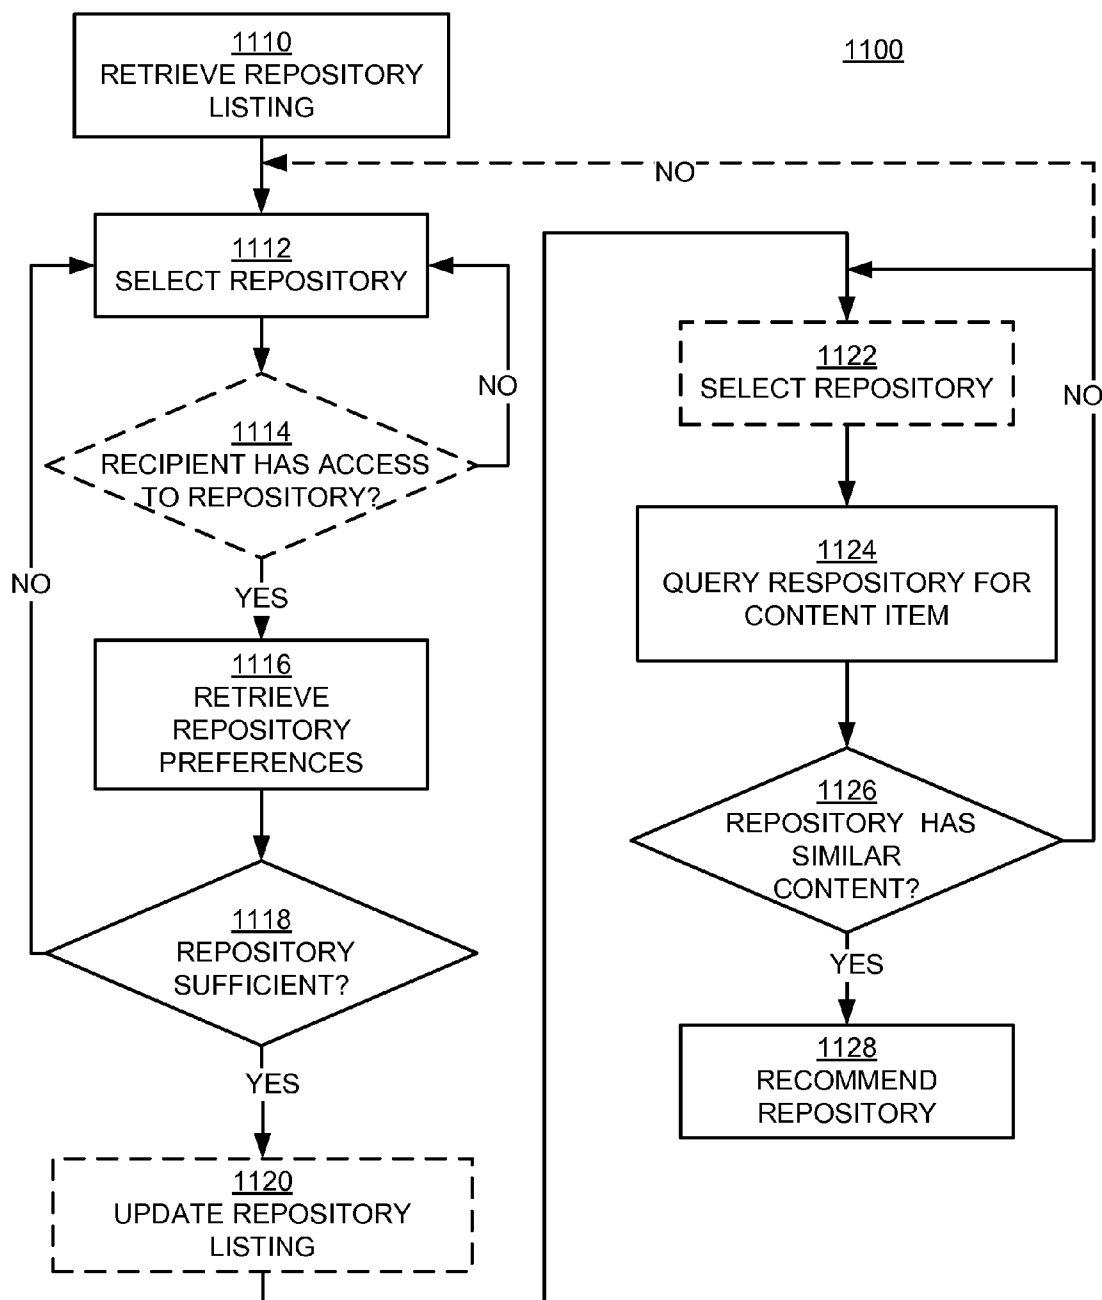 1110
RETRIEVE REPOSITORY
LISTING
1100
NO
1112
SELECT REPOSITORY
NO
1114
RECIPIENT HAS ACCESS
TO REPOSITORY?
NO
YES
1116
RETRIEVE
REPOSITORY
PREFERENCES
1118
REPOSITORY
SUFFICIENT?
YES
1120
UPDATE REPOSITORY
LISTING
1122
SELECT REPOSITORY
NO
1124
QUERY RESPOSITORY FOR
CONTENT ITEM
1126
REPOSITORY HAS
SIMILAR
CONTENT?
YES
1128
RECOMMEND
REPOSITORY